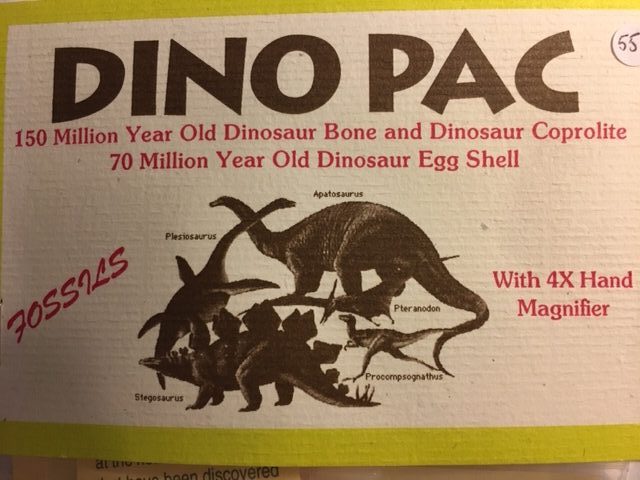 DINO PAC
55
150 Million Year Old Dinosaur Bone and Dinosaur Coprolite
70 Million Year Old Dinosaur Egg Shell
Apatosaurus
Plesiosaurus
FOSSILS
With 4X Hand
Magnifier
Pteranodon
Procompsognathus
Stegosaurus
have been discovered